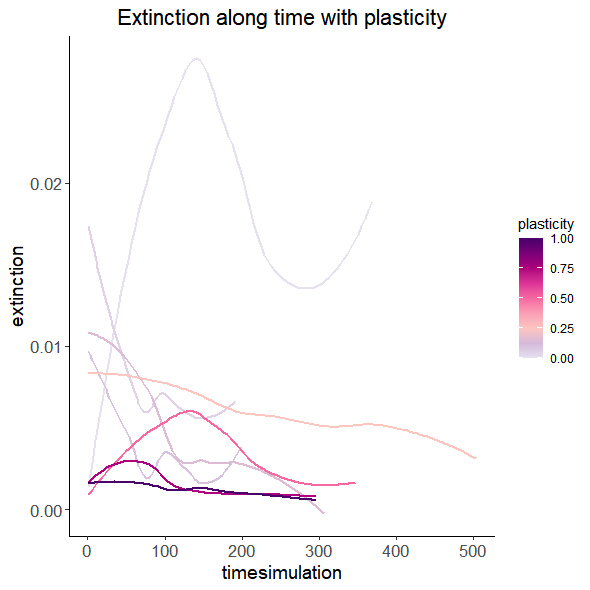 Extinction along time with plasticity
extinction
0.02
0.01
0.00
0 100 200 300 400 500
timesimulation
plasticity
1.00
0.75
0.50
0.25
0.00